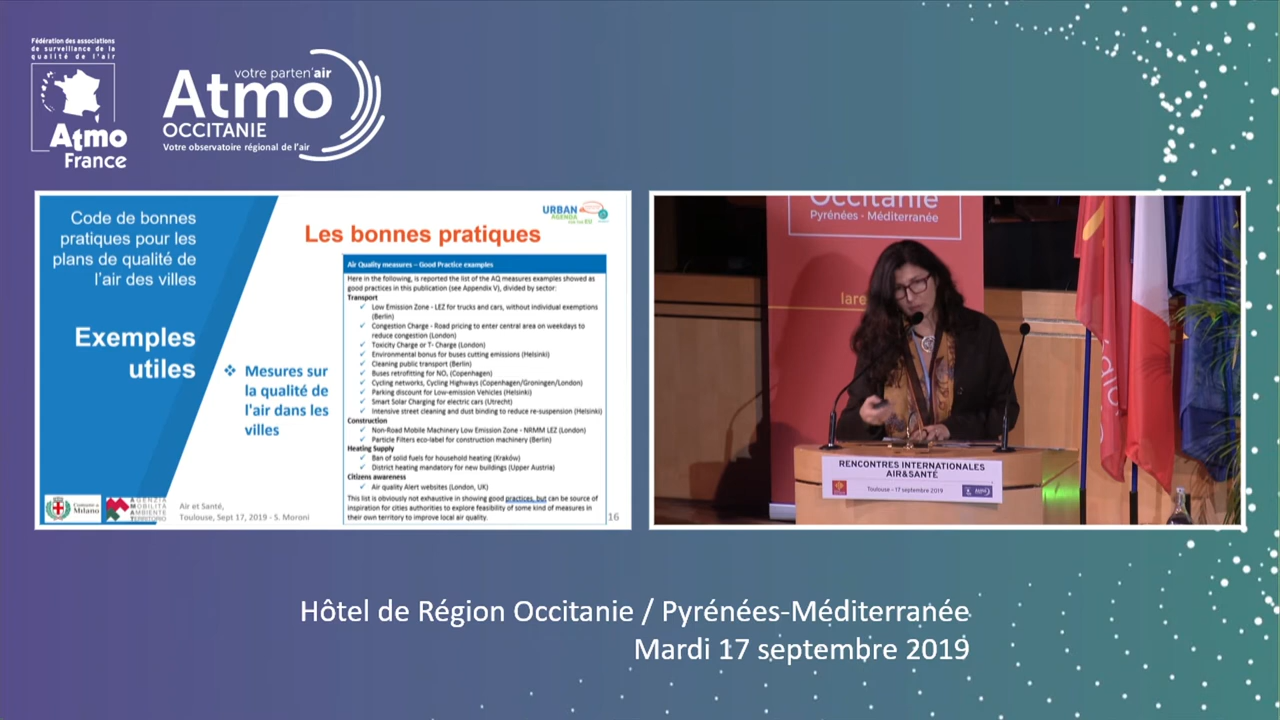 Fédération des associations
de surveillance de la
qualité de l'air
Atmo
France
votre parten'air
Atmo
OCCITANIE
Votre observatoire régional de l'air
Code de bonnes
pratiques pour les
plans de qualité de
l'air des villes
Exemples
utiles
Les bonnes pratiques
URBAN
AGENDA
FOR THE EU
❖ Mesures sur
la qualité de
l'air dans les
villes
Air Quality measures – Good Practice examples
Here in the following, is reported the list of the AQ measures examples showed as
good practices in this publication (see Appendix V), divided by sector:
Transport
✓ Low Emission Zone - LEZ for trucks and cars, without individual exemptions
(Berlin)
✓ Congestion Charge - Road pricing to enter central area on weekdays to
reduce congestion (London)
✓ Toxicity Charge or T- Charge (London)
✓ Environmental bonus for buses cutting emissions (Helsinki)
✓ Cleaning public transport (Berlin)
✓ Buses retrofitting for NOx (Copenhagen)
✓ Cycling networks, Cycling Highways (Copenhagen/Groningen/London)
✓ Parking discount for Low-emission Vehicles (Helsinki)
✓ Smart Solar Charging for electric cars (Utrecht)
✓ Intensive street cleaning and dust binding to reduce re-suspension (Helsinki)
Construction
✓ Non-Road Mobile Machinery Low Emission Zone - NRMM LEZ (London)
✓ Particle Filters eco-label for construction machinery (Berlin)
Heating Supply
✓ Ban of solid fuels for household heating (Kraków)
✓ District heating mandatory for new buildings (Upper Austria)
Citizens awareness
✓ Air quality Alert websites (London, UK)
This list is obviously not exhaustive in showing good practices, but can be source of
inspiration for cities authorities to explore feasibility of some kind of measures in
their own territory to improve local air quality.
Comune di
Milano
AGENZIA
MOBILITÀ
AMBIENTE
TERRITORIO
Air et Santé,
Toulouse, Sept 17, 2019 - S. Moroni
16
Occitanie
Pyrénées - Méditerranée
lare
RENCONTRES INTERNATIONALES
AIR&SANTÉ
Toulouse - 17 septembre 2019
Hôtel de Région Occitanie / Pyrénées-Méditerranée
Mardi 17 septembre 2019